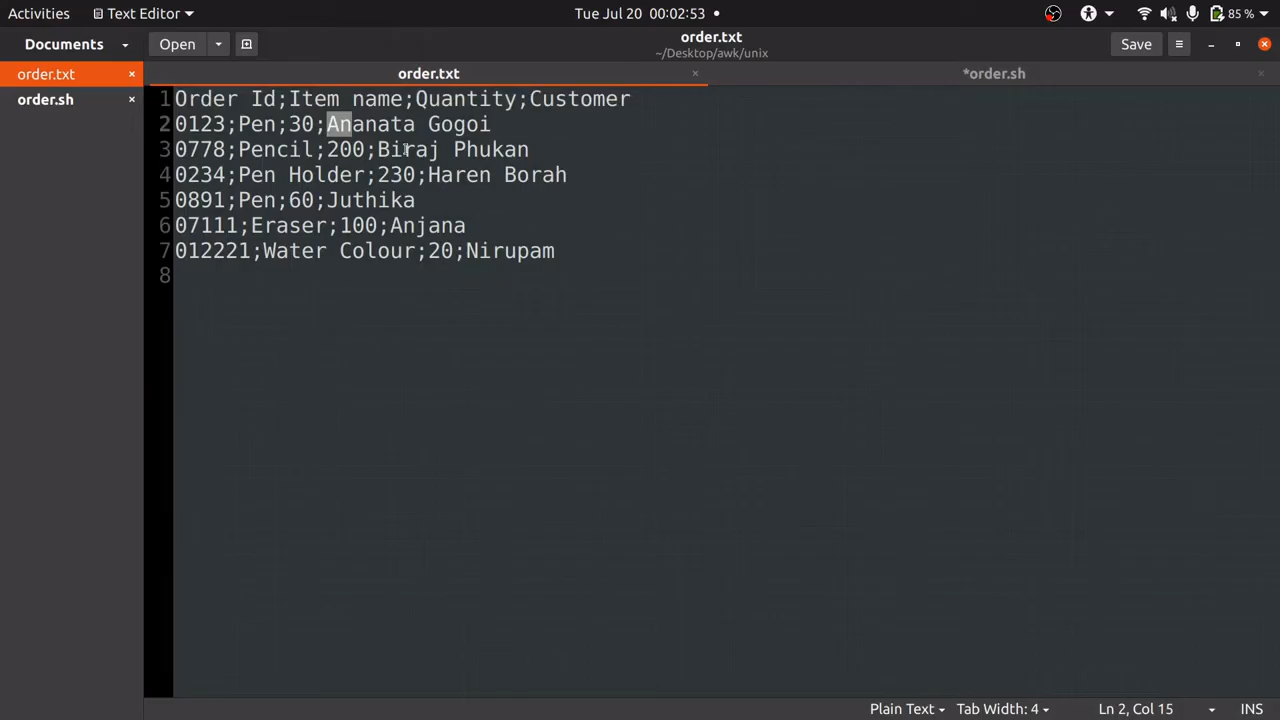 Activities Text Editor Tue Jul 20 00:02:53 85 %
Documents Open order.txt Save
~/Desktop/awk/unix
order.txt order.txt *order.sh
order.sh
1 Order Id;Item name;Quantity;Customer
2 0123;Pen;30;Ananata Gogoi
3 0778;Pencil;200;Biraj Phukan
4 0234;Pen Holder;230;Haren Borah
5 0891;Pen;60;Juthika
6 07111;Eraser;100;Anjana
7 012221;Water Colour;20;Nirupam
8
Plain Text Tab Width: 4 Ln 2, Col 15 INS